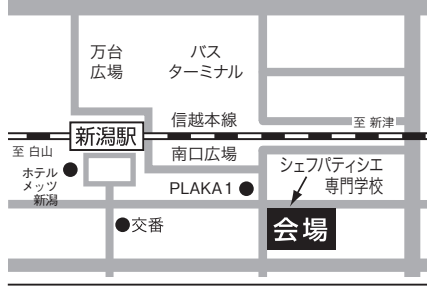 万台
広場
バス
ターミナル
信越本線
至 新津
新潟駅
至 白山
南口広場
ホテル
メッツ
新潟
PLAKA1
シェフパティシエ
専門学校
交番
会場